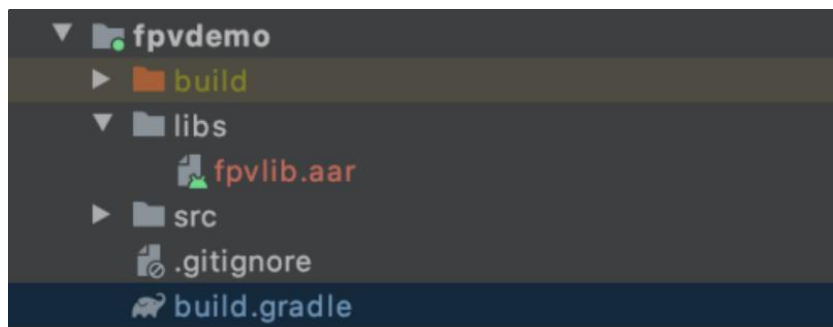 fpvdemo
build
libs
fpvlib.aar
src
.gitignore
build.gradle